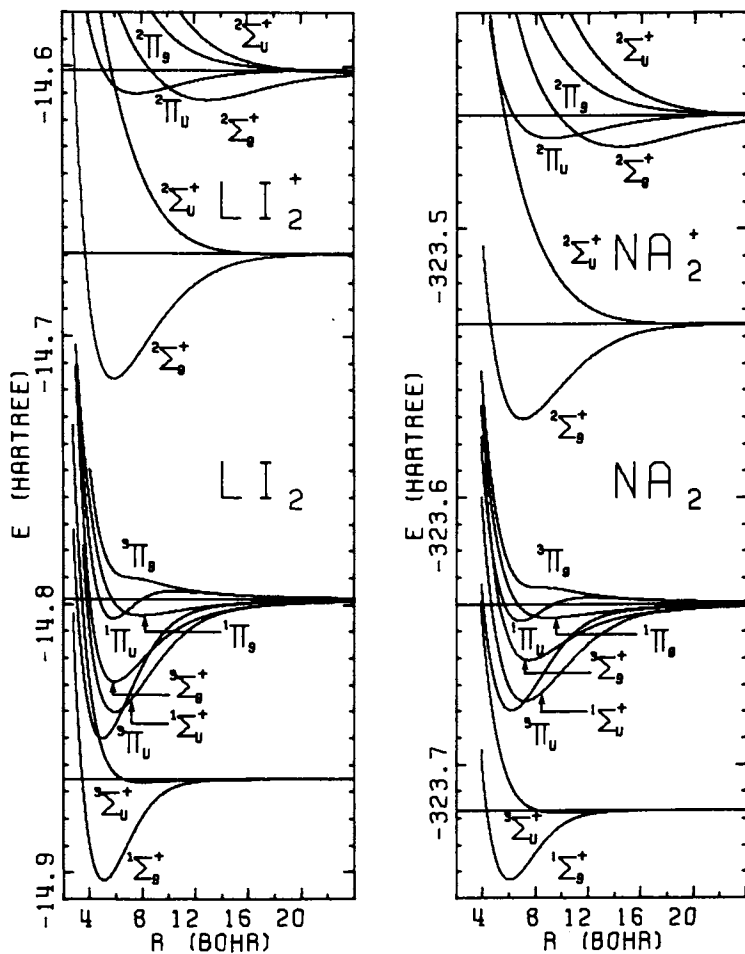 -14.6
-14.7
-14.8
-14.9
E (HARTREE)
4 8 12 16 20
R (BOHR)
LI₂⁺
LI₂
²Σᵤ⁺
²Πg
²Πᵤ
²Σg⁺
²Σᵤ⁺
²Σg⁺
³Πg
¹Πᵤ
¹Πg
³Σg⁺
¹Σᵤ⁺
³Πᵤ
³Σᵤ⁺
¹Σg⁺
-323.5
-323.6
-323.7
E (HARTREE)
4 8 12 16 20
R (BOHR)
NA₂⁺
NA₂
²Σᵤ⁺
²Πg
²Πᵤ
²Σg⁺
²Σᵤ⁺
²Σg⁺
³Πg
¹Πᵤ
¹Πg
³Σg⁺
¹Σᵤ⁺
³Πᵤ
³Σᵤ⁺
¹Σg⁺